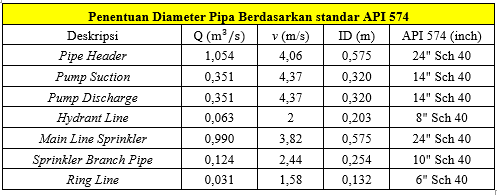 Penentuan Diameter Pipa Berdasarkan standar API 574
Deskripsi Q (m³/s) v (m/s) ID (m) API 574 (inch)
Pipe Header 1,054 4,06 0,575 24" Sch 40
Pump Suction 0,351 4,37 0,320 14" Sch 40
Pump Discharge 0,351 4,37 0,320 14" Sch 40
Hydrant Line 0,063 2 0,203 8" Sch 40
Main Line Sprinkler 0,990 3,82 0,575 24" Sch 40
Sprinkler Branch Pipe 0,124 2,44 0,254 10" Sch 40
Ring Line 0,031 1,58 0,132 6" Sch 40